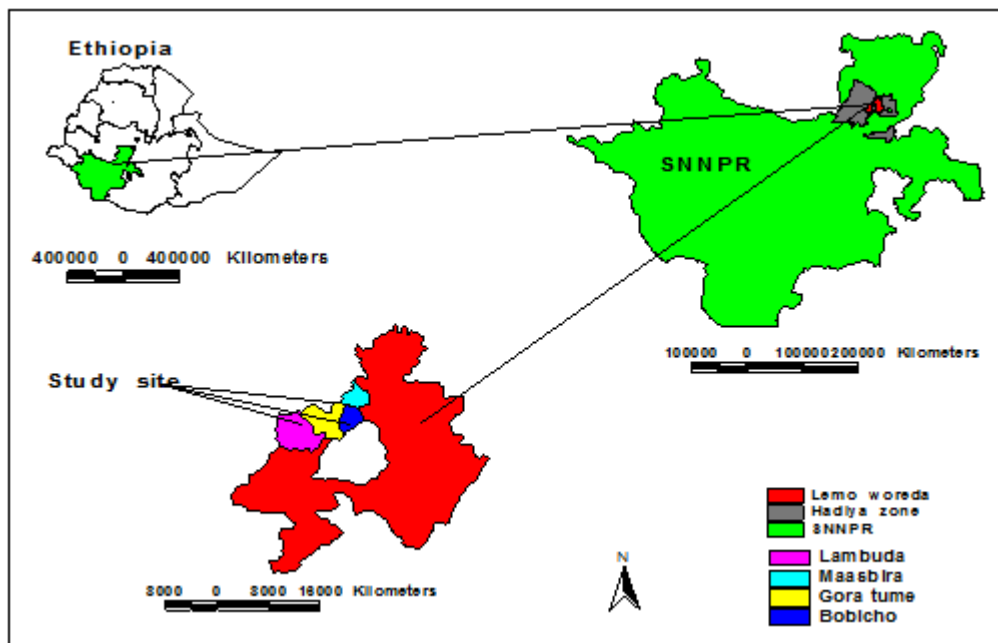 Ethiopia
SNNPR
400000 0 400000 Kilometers
100000 0 100000200000 Kilometers
Study site
Lemo woreda
Hadiya zone
SNNPR
Lambuda
Maasbira
Gora tume
Bobicho
N
8000 0 8000 16000 Kilometers